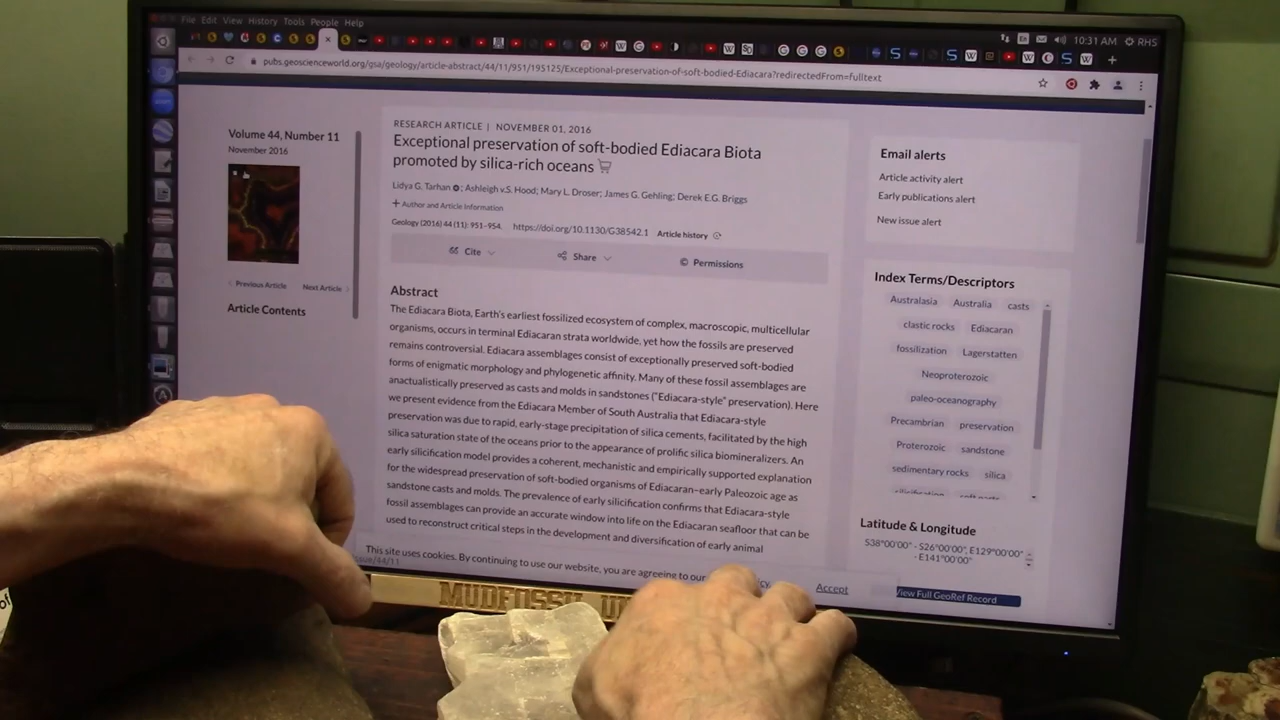 File Edit View History Tools People Help
10:31 AM RHS
pubs.geoscienceworld.org/gsa/geology/article-abstract/44/11/951/195125/Exceptional-preservation-of-soft-bodied-Ediacara?redirectedFrom=fulltext
Volume 44, Number 11
November 2016
Previous Article Next Article
Article Contents
RESEARCH ARTICLE | NOVEMBER 01, 2016
Exceptional preservation of soft-bodied Ediacara Biota
promoted by silica-rich oceans
Lidya G. Tarhan; Ashleigh v.S. Hood; Mary L. Droser; James G. Gehling; Derek E.G. Briggs
+ Author and Article Information
Geology (2016) 44 (11): 951–954. https://doi.org/10.1130/G38542.1 Article history
Cite Share Permissions
Abstract
The Ediacara Biota, Earth's earliest fossilized ecosystem of complex, macroscopic, multicellular
organisms, occurs in terminal Ediacaran strata worldwide, yet how the fossils are preserved
remains controversial. Ediacara assemblages consist of exceptionally preserved soft-bodied
forms of enigmatic morphology and phylogenetic affinity. Many of these fossil assemblages are
anactualistically preserved as casts and molds in sandstones ("Ediacara-style" preservation). Here
we present evidence from the Ediacara Member of South Australia that Ediacara-style
preservation was due to rapid, early-stage precipitation of silica cements, facilitated by the high
silica saturation state of the oceans prior to the appearance of prolific silica biomineralizers. An
early silicification model provides a coherent, mechanistic and empirically supported explanation
for the widespread preservation of soft-bodied organisms of Ediacaran–early Paleozoic age as
sandstone casts and molds. The prevalence of early silicification confirms that Ediacara-style
fossil assemblages can provide an accurate window into life on the Ediacaran seafloor that can be
used to reconstruct critical steps in the development and diversification of early animal
This site uses cookies. By continuing to use our website, you are agreeing to our
Accept
Email alerts
Article activity alert
Early publications alert
New issue alert
Index Terms/Descriptors
Australasia Australia casts
clastic rocks Ediacaran
fossilization Lagerstatten
Neoproterozoic
paleo-oceanography
Precambrian preservation
Proterozoic sandstone
sedimentary rocks silica
silicification soft parts
Latitude & Longitude
S38°00'00" - S26°00'00", E129°00'00"
- E141°00'00"
View Full GeoRef Record
MUDFOSSIL